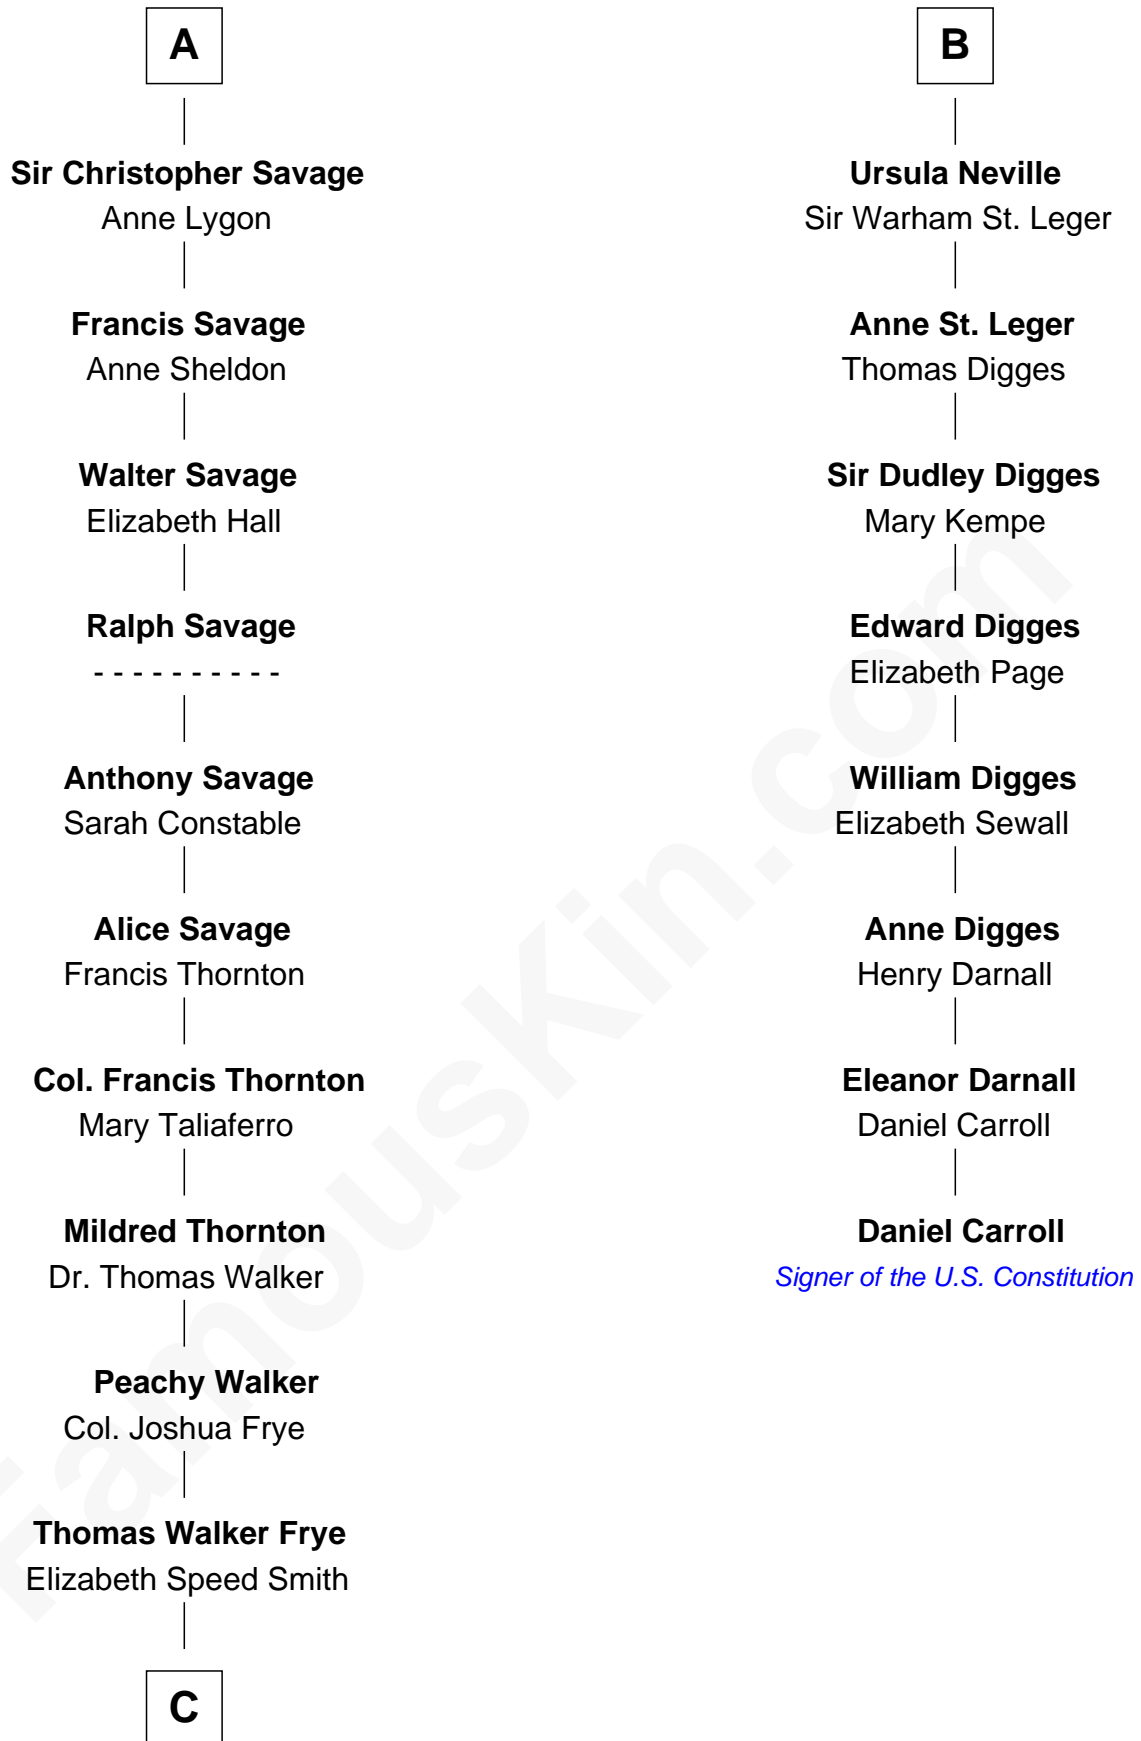 A
Sir Christopher Savage
Anne Lygon
Francis Savage
Anne Sheldon
Walter Savage
Elizabeth Hall
Ralph Savage
- - - - - - - - - -
Anthony Savage
Sarah Constable
Alice Savage
Francis Thornton
Col. Francis Thornton
Mary Taliaferro
Mildred Thornton
Dr. Thomas Walker
Peachy Walker
Col. Joshua Frye
Thomas Walker Frye
Elizabeth Speed Smith
C
B
Ursula Neville
Sir Warham St. Leger
Anne St. Leger
Thomas Digges
Sir Dudley Digges
Mary Kempe
Edward Digges
Elizabeth Page
William Digges
Elizabeth Sewall
Anne Digges
Henry Darnall
Eleanor Darnall
Daniel Carroll
Daniel Carroll
Signer of the U.S. Constitution
FamousKin.com